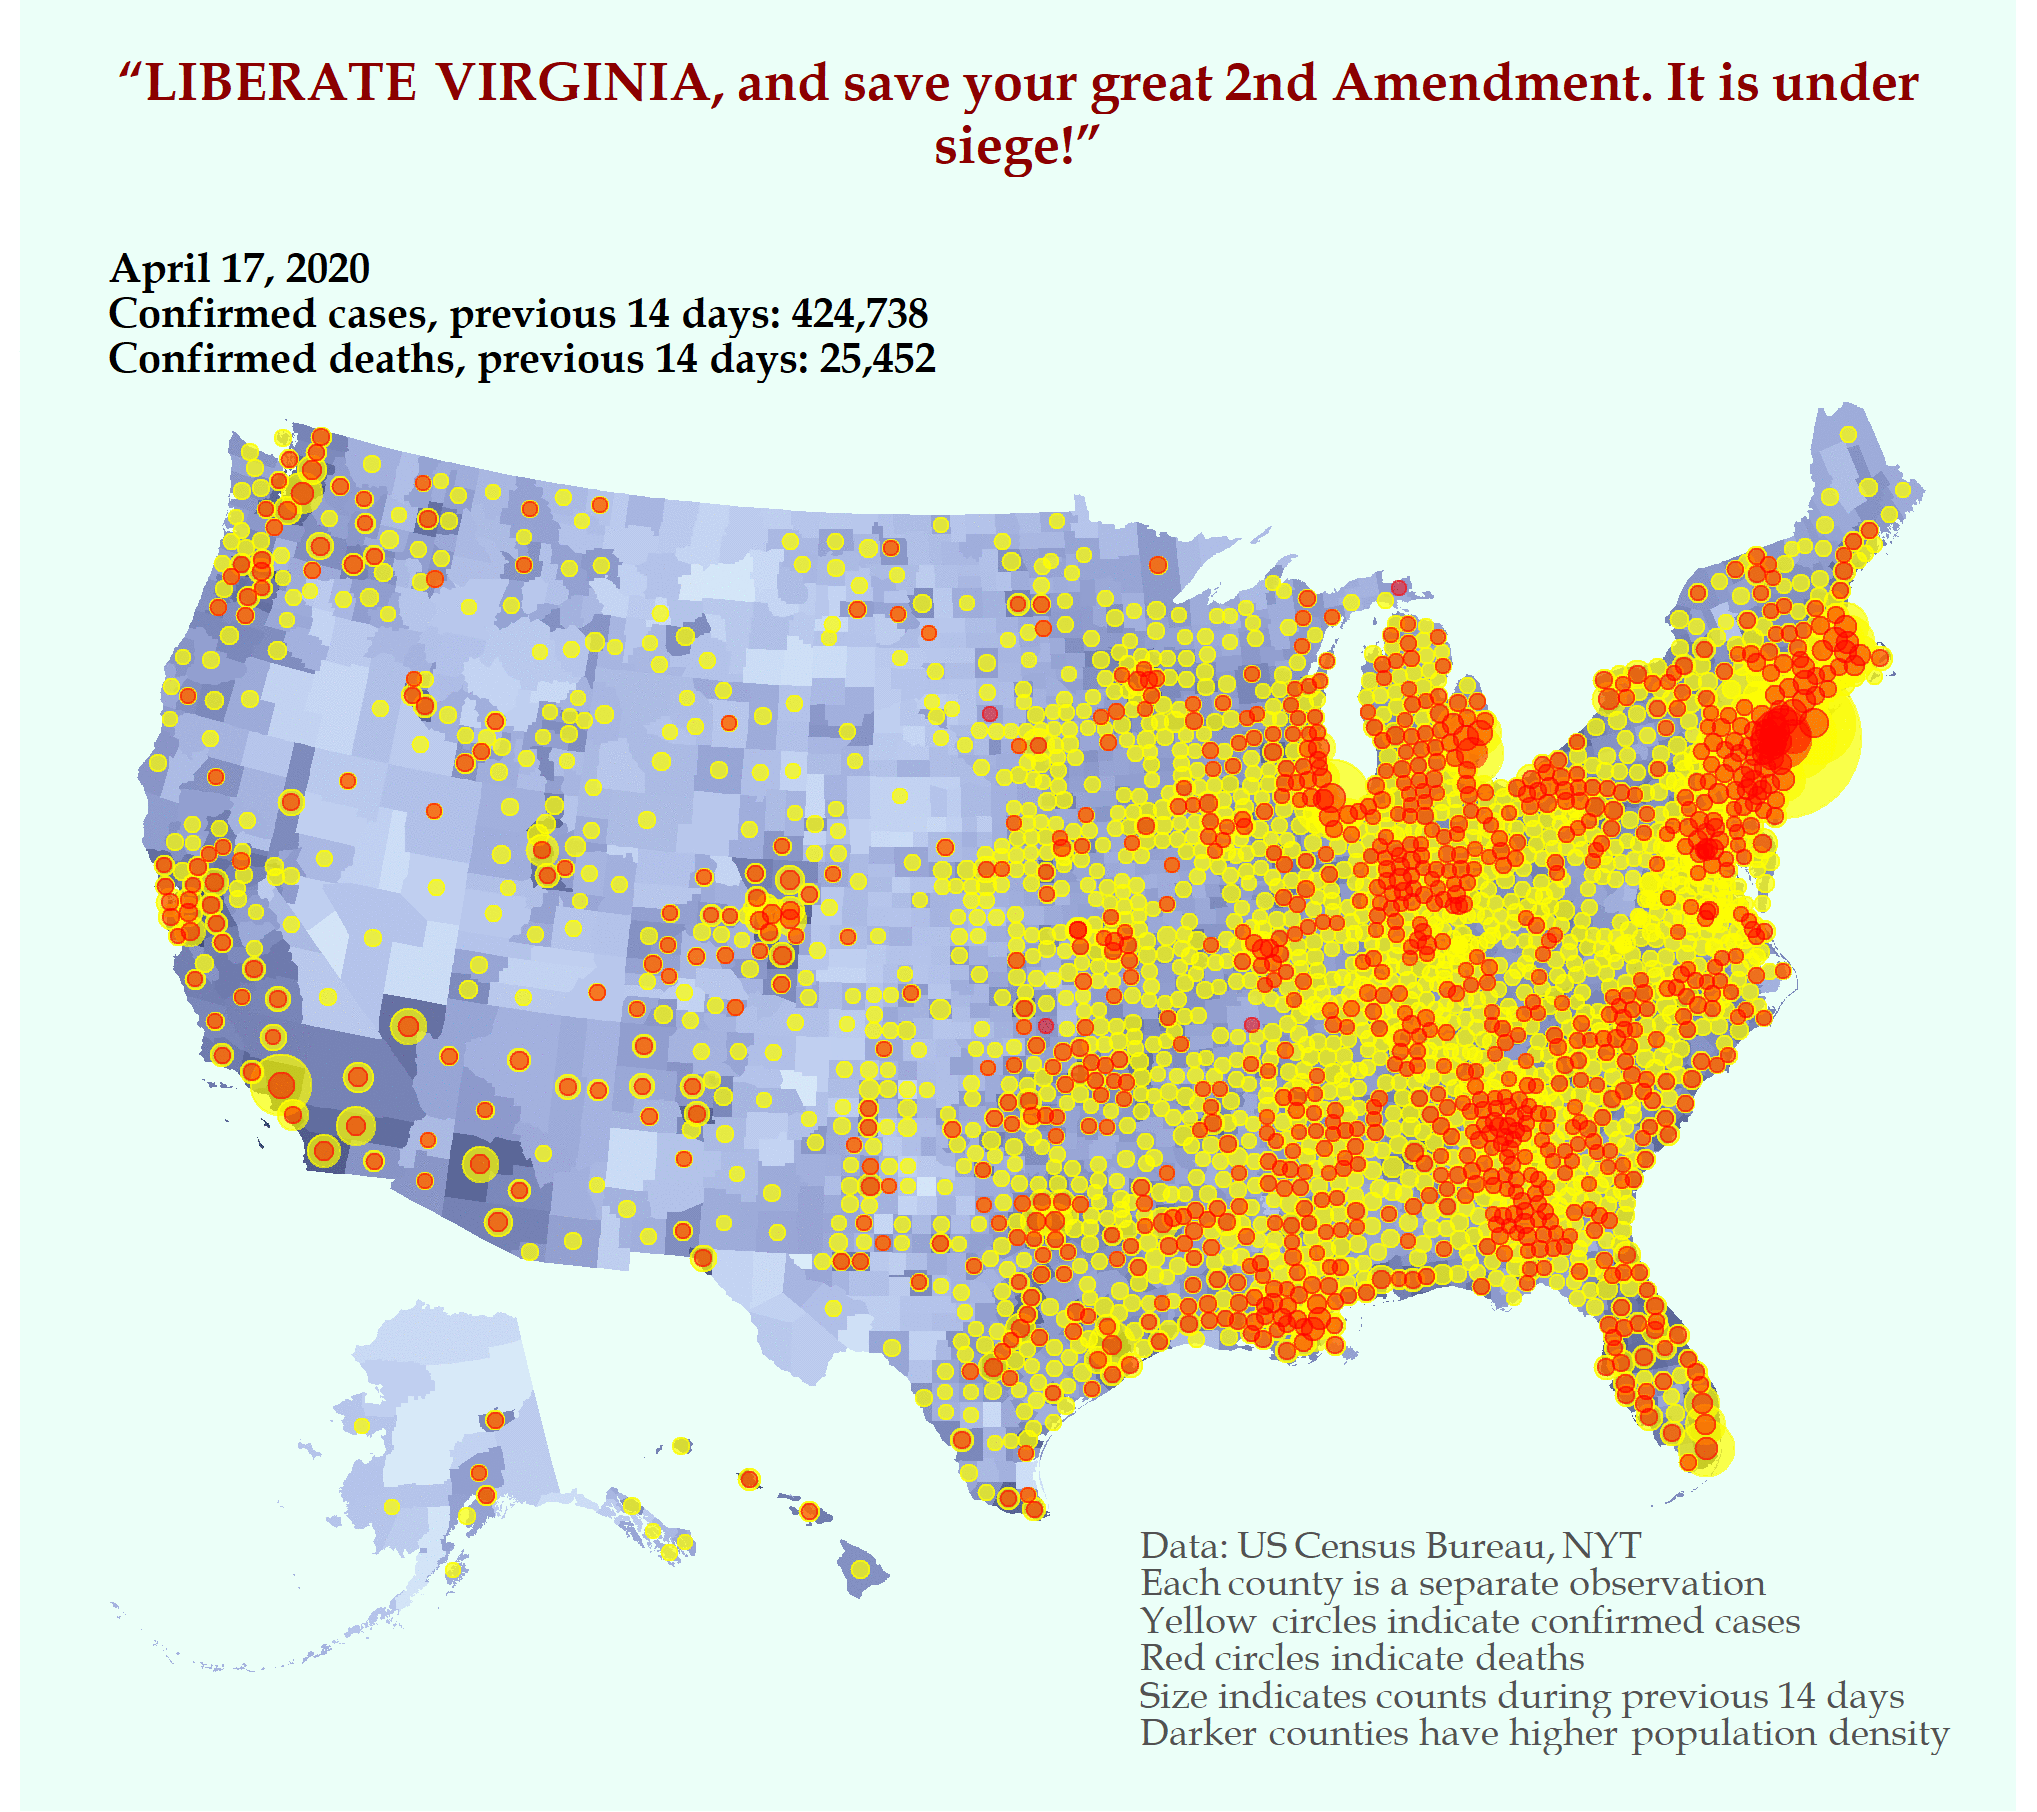 “LIBERATE VIRGINIA, and save your great 2nd Amendment. It is under
siege!”
April 17, 2020
Confirmed cases, previous 14 days: 424,738
Confirmed deaths, previous 14 days: 25,452
Data: US Census Bureau, NYT
Each county is a separate observation
Yellow circles indicate confirmed cases
Red circles indicate deaths
Size indicates counts during previous 14 days
Darker counties have higher population density